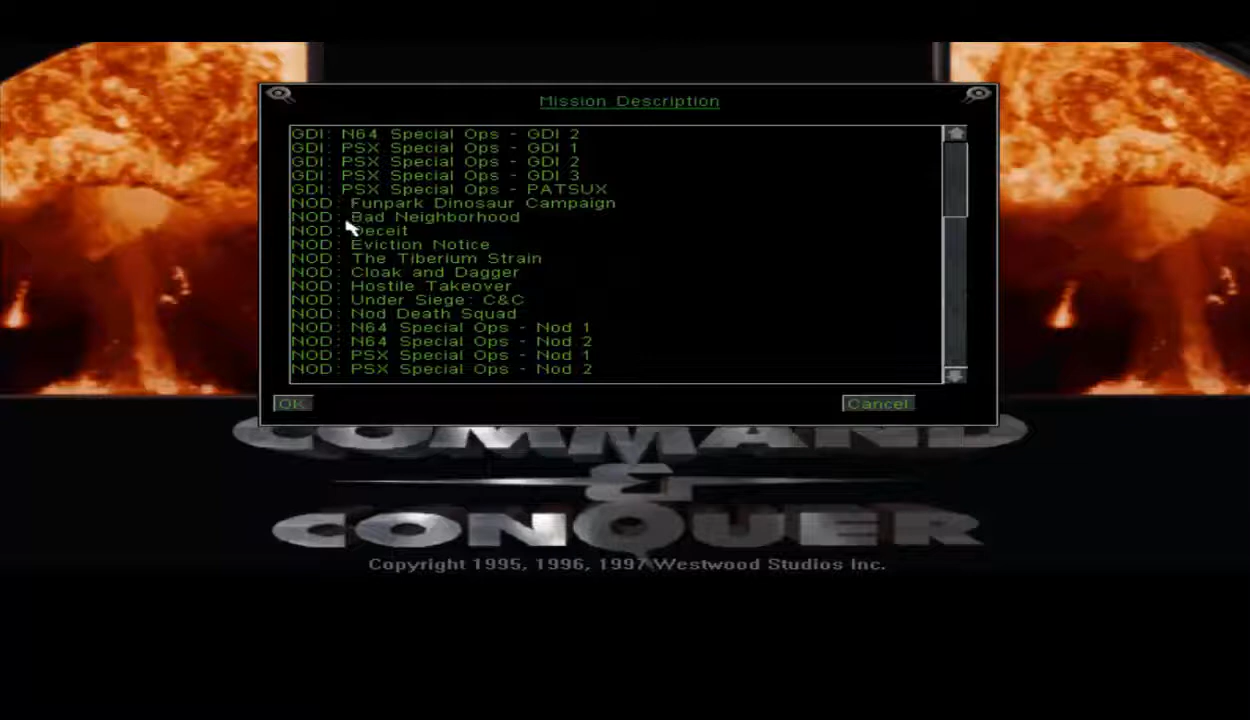 Mission Description
GDI: N64 Special Ops - GDI 2
GDI: PSX Special Ops - GDI 1
GDI: PSX Special Ops - GDI 2
GDI: PSX Special Ops - GDI 3
GDI: PSX Special Ops - PATSUX
NOD: Funpark Dinosaur Campaign
NOD: Bad Neighborhood
NOD: Deceit
NOD: Eviction Notice
NOD: The Tiberium Strain
NOD: Cloak and Dagger
NOD: Hostile Takeover
NOD: Under Siege: C&C
NOD: Nod Death Squad
NOD: N64 Special Ops - Nod 1
NOD: N64 Special Ops - Nod 2
NOD: PSX Special Ops - Nod 1
NOD: PSX Special Ops - Nod 2
OK
Cancel
COMMAND
&
CONQUER
Copyright 1995, 1996, 1997 Westwood Studios Inc.